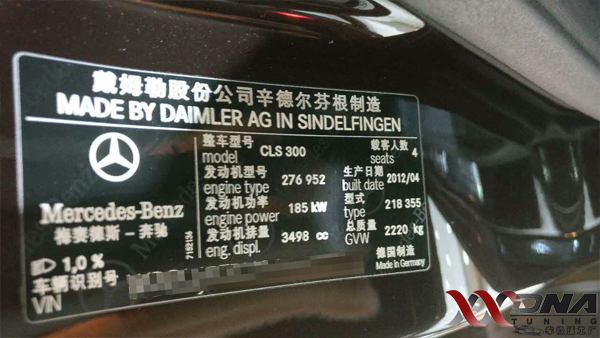 戴姆勒股份公司辛德尔芬根制造
MADE BY DAIMLER AG IN SINDELFINGEN
整车型号 载客人数
model CLS 300 seats 4
发动机型号 生产日期
engine type 276 952 built date 2012/04
发动机功率 型式
engine power 185 kW type 218 355
发动机排量 总质量
eng. displ. 3498 cc GVW 2220 kg
Mercedes-Benz
梅赛德斯－奔驰
德国制造
Made in Germany
1,0 %
车辆识别号
VIN
DNA
TUNING